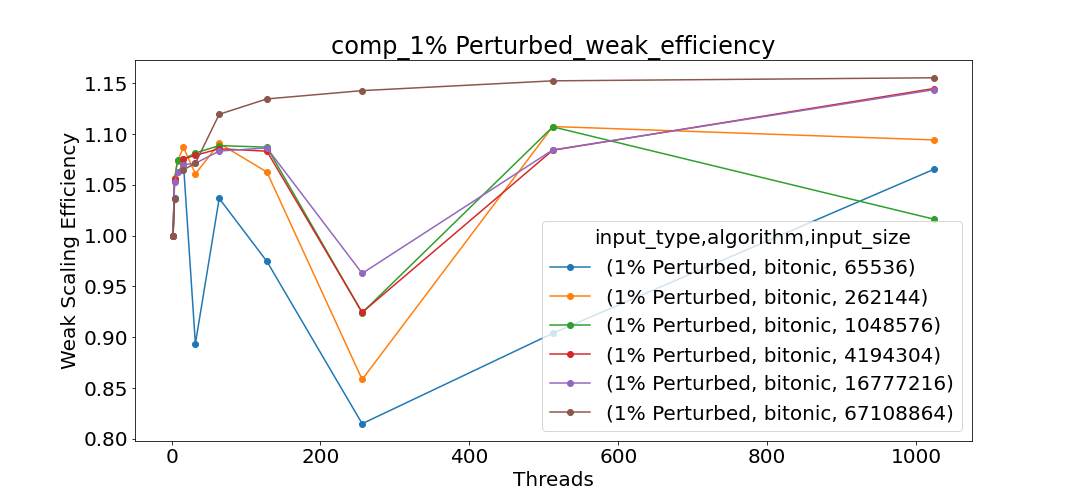 comp_1% Perturbed_weak_efficiency
Weak Scaling Efficiency
1.15
1.10
1.05
1.00
0.95
0.90
0.85
0.80
0 200 400 600 800 1000
Threads
input_type,algorithm,input_size
(1% Perturbed, bitonic, 65536)
(1% Perturbed, bitonic, 262144)
(1% Perturbed, bitonic, 1048576)
(1% Perturbed, bitonic, 4194304)
(1% Perturbed, bitonic, 16777216)
(1% Perturbed, bitonic, 67108864)